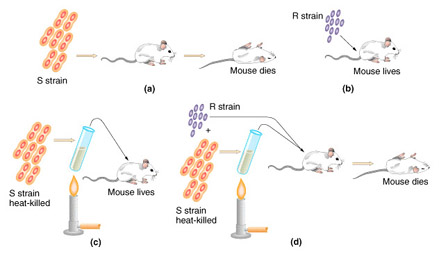 S strain
Mouse dies
(a)
R strain
Mouse lives
(b)
S strain
heat-killed
Mouse lives
(c)
R strain
+
S strain
heat-killed
Mouse dies
(d)